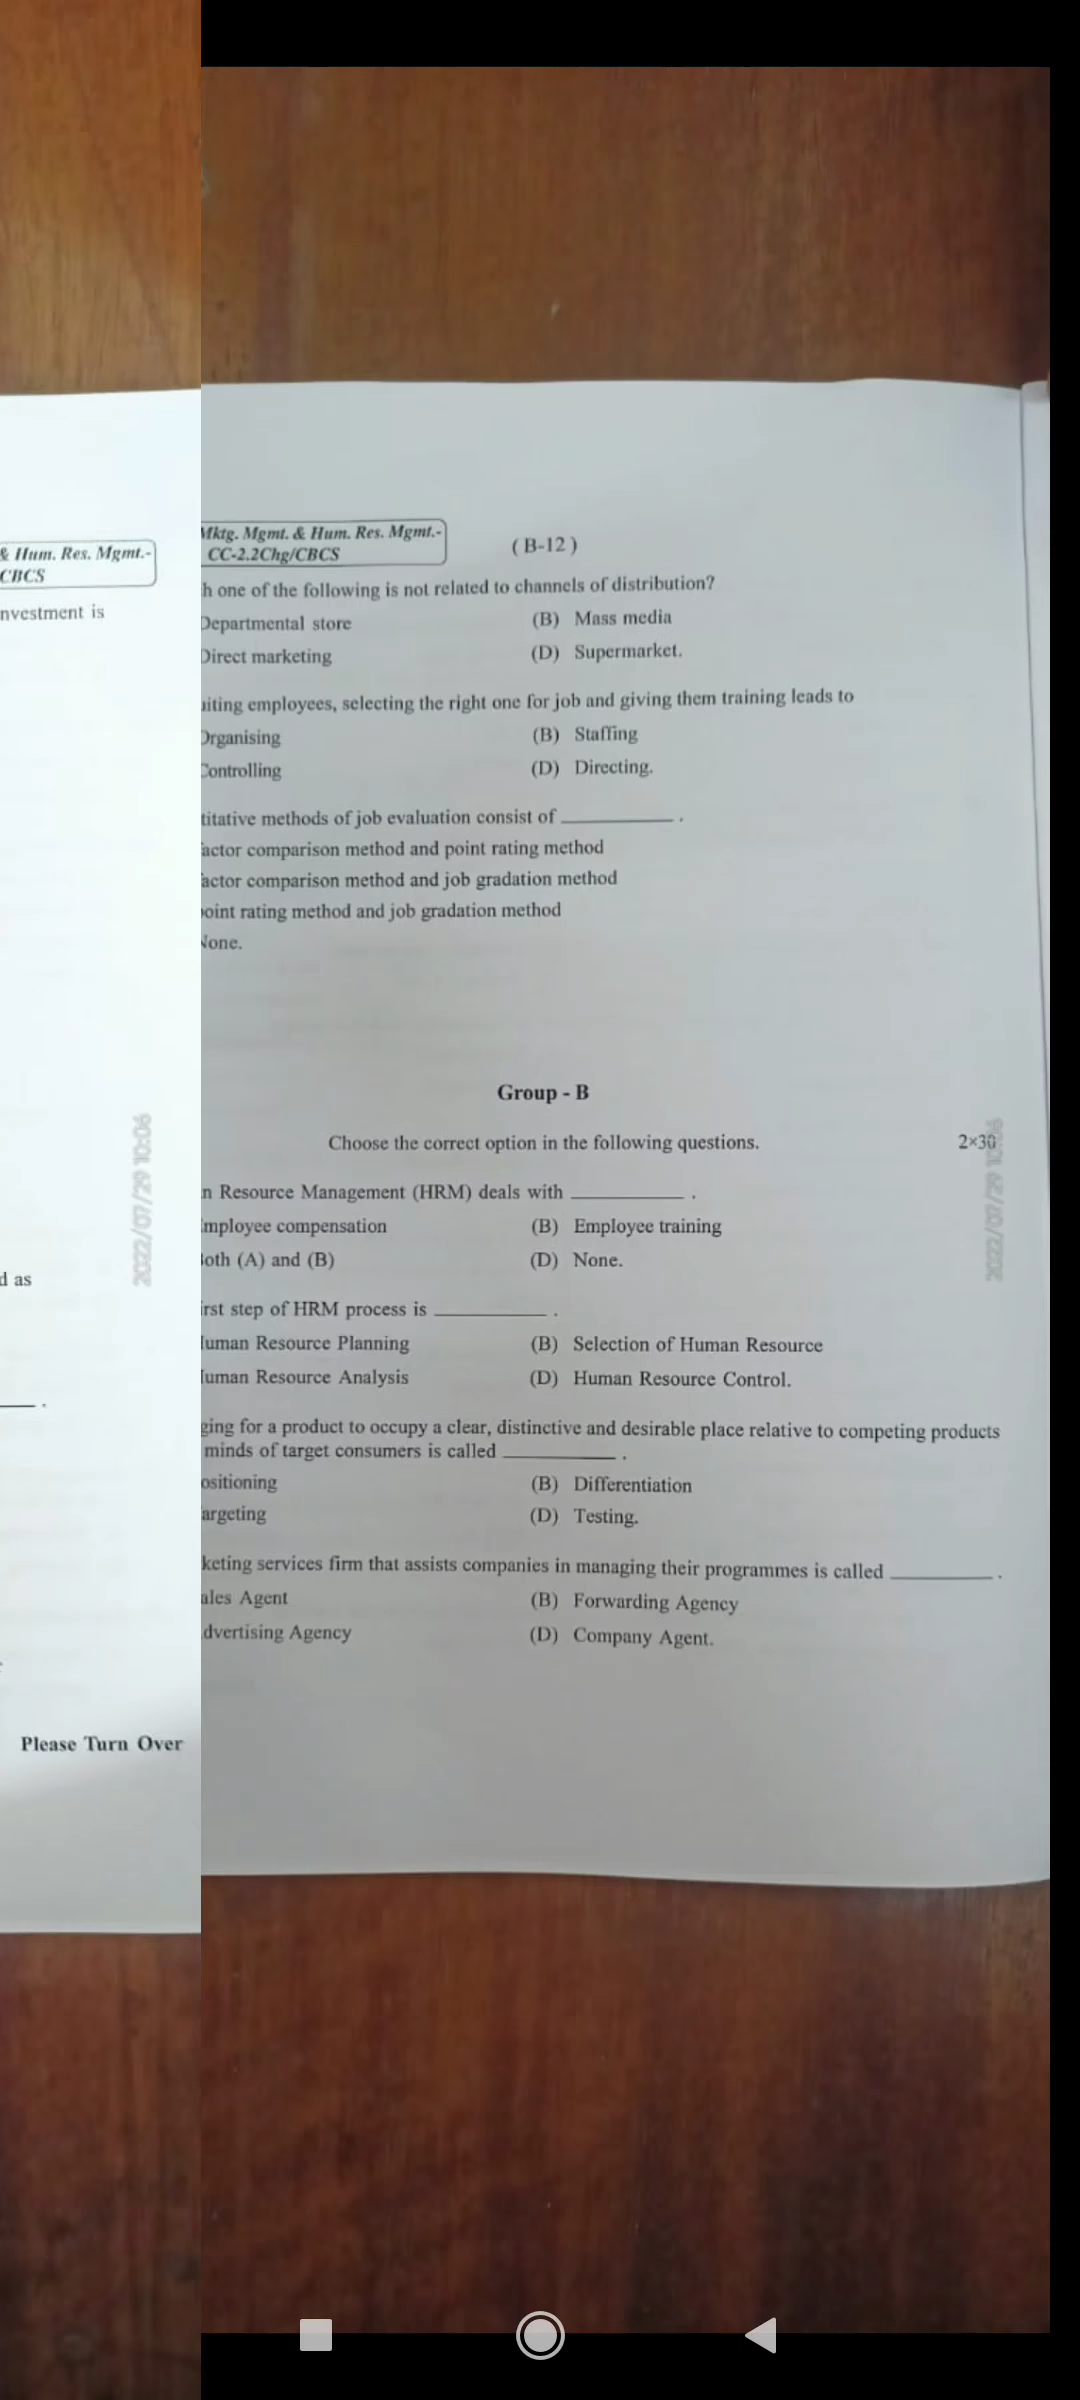 & Hum. Res. Mgmt.-
CBCS
nvestment is
d as
Please Turn Over
2022/07/29 10:06
Mktg. Mgmt. & Hum. Res. Mgmt.-
CC-2.2Chg/CBCS
( B-12 )
h one of the following is not related to channels of distribution?
Departmental store (B) Mass media
Direct marketing (D) Supermarket.
iting employees, selecting the right one for job and giving them training leads to
Organising (B) Staffing
Controlling (D) Directing.
titative methods of job evaluation consist of ____________ .
actor comparison method and point rating method
actor comparison method and job gradation method
oint rating method and job gradation method
None.
Group - B
Choose the correct option in the following questions. 2×30
n Resource Management (HRM) deals with ____________ .
mployee compensation (B) Employee training
oth (A) and (B) (D) None.
irst step of HRM process is ____________ .
uman Resource Planning (B) Selection of Human Resource
uman Resource Analysis (D) Human Resource Control.
ging for a product to occupy a clear, distinctive and desirable place relative to competing products
minds of target consumers is called ____________ .
ositioning (B) Differentiation
argeting (D) Testing.
keting services firm that assists companies in managing their programmes is called ____________ .
ales Agent (B) Forwarding Agency
dvertising Agency (D) Company Agent.
2022/07/29 10:06